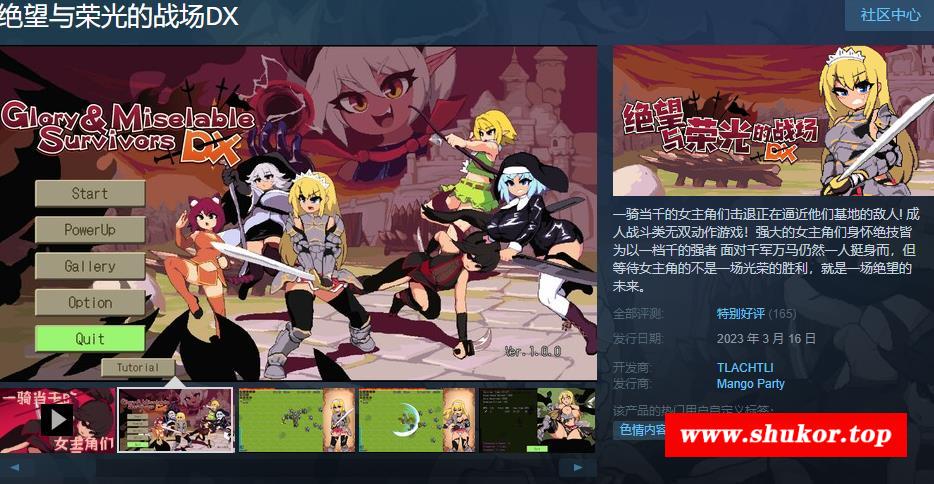 绝望与荣光的战场DX
社区中心
Glory & Miselable
Survivors DX
Start
PowerUp
Gallery
Option
Quit
Tutorial
Ver.1.0.0
绝望
与荣光的战场
DX
一骑当千的女主角们击退正在逼近他们基地的敌人! 成
人战斗类无双动作游戏！强大的女主角们身怀绝技皆
为以一档千的强者 面对千军万马仍然一人挺身而，但
等待女主角的不是一场光荣的胜利，就是一场绝望的
未来。
全部评测:
特别好评 (165)
发行日期:
2023 年 3 月 16 日
开发商:
TLACHTLI
发行商:
Mango Party
该产品的热门用户自定义标签:
色情内容
www.shukor.top
一骑当千
女主角们